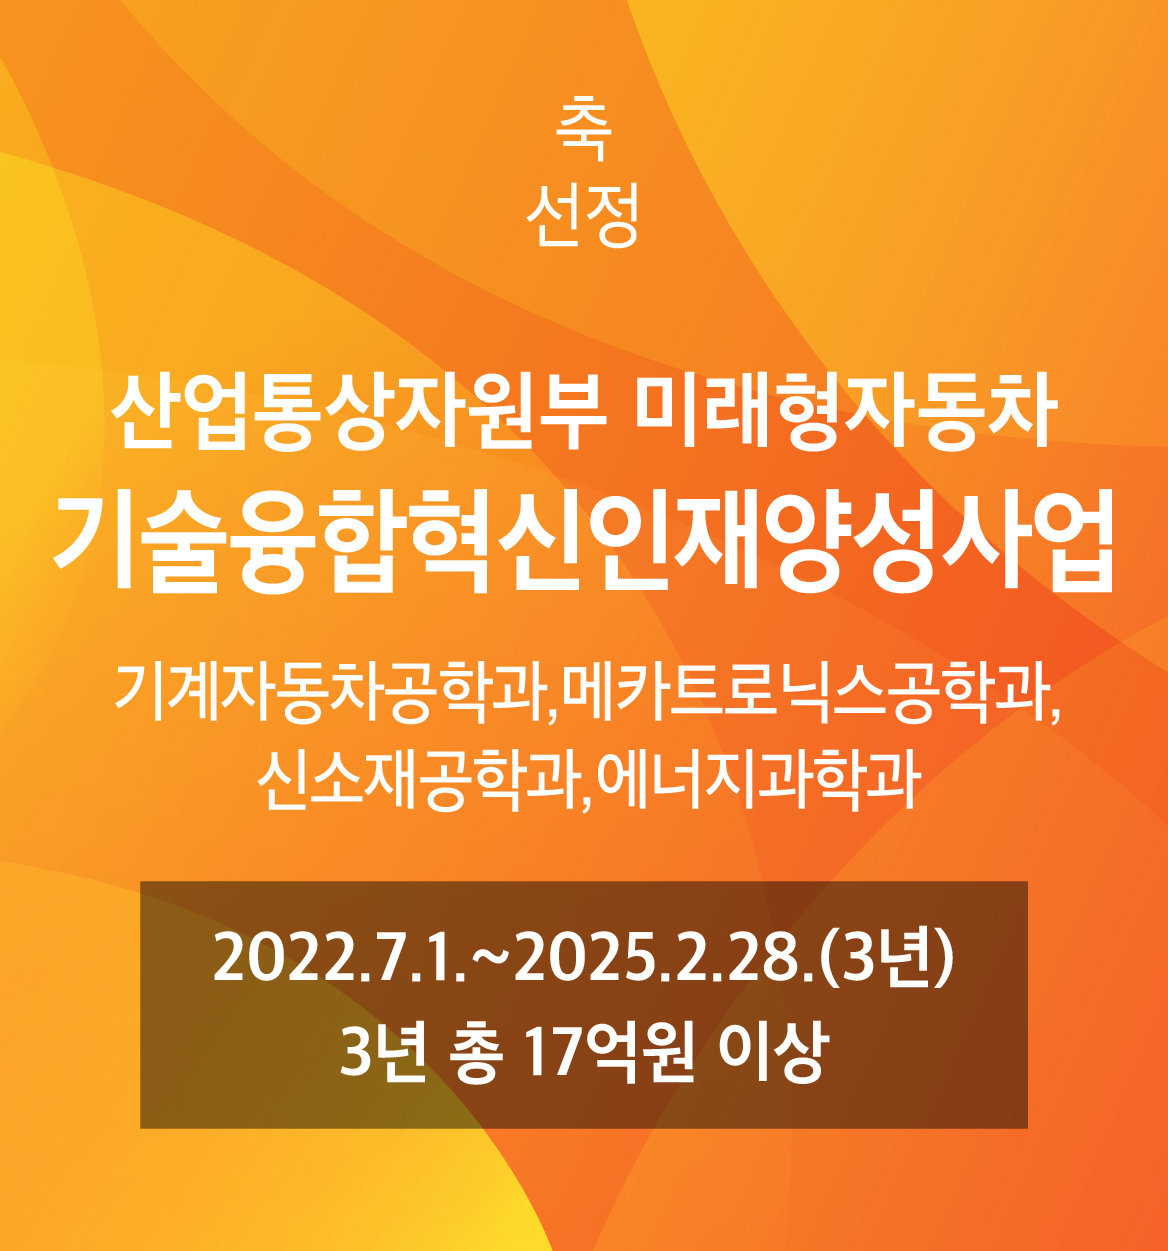 축
선정
산업통상자원부 미래형자동차
기술융합혁신인재양성사업
기계자동차공학과,메카트로닉스공학과,
신소재공학과,에너지과학과
2022.7.1.~2025.2.28.(3년)
3년 총 17억원 이상